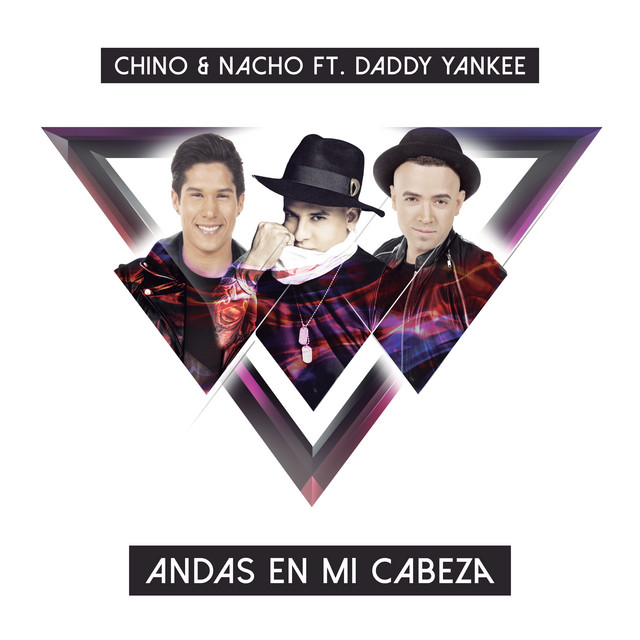 CHINO & NACHO FT. DADDY YANKEE
ANDAS EN MI CABEZA